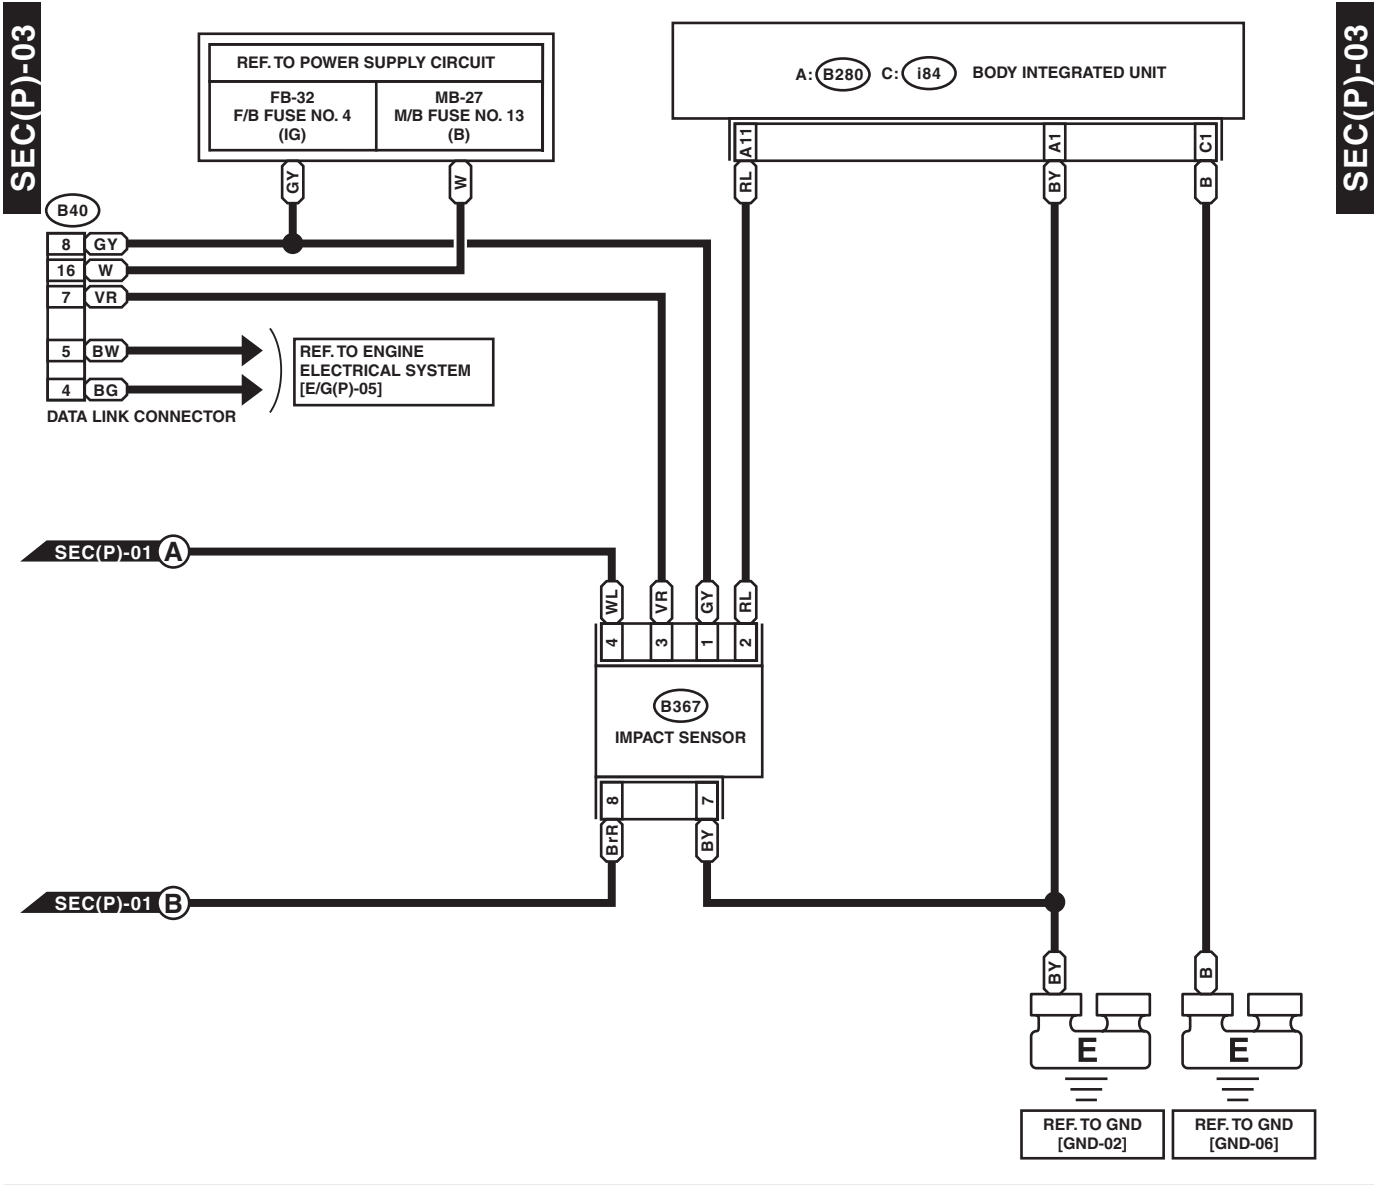 SEC(P)-03
SEC(P)-03
REF. TO POWER SUPPLY CIRCUIT
FB-32
F/B FUSE NO. 4
(IG)
MB-27
M/B FUSE NO. 13
(B)
GY
W
A: B280 C: i84 BODY INTEGRATED UNIT
A11
A1
C1
RL
BY
B
B40
8 GY
16 W
7 VR
5 BW
4 BG
DATA LINK CONNECTOR
REF. TO ENGINE
ELECTRICAL SYSTEM
[E/G(P)-05]
SEC(P)-01 A
WL
VR
GY
RL
4
3
1
2
B367
IMPACT SENSOR
8
7
BrR
BY
SEC(P)-01 B
BY
B
E
E
REF. TO GND
[GND-02]
REF. TO GND
[GND-06]